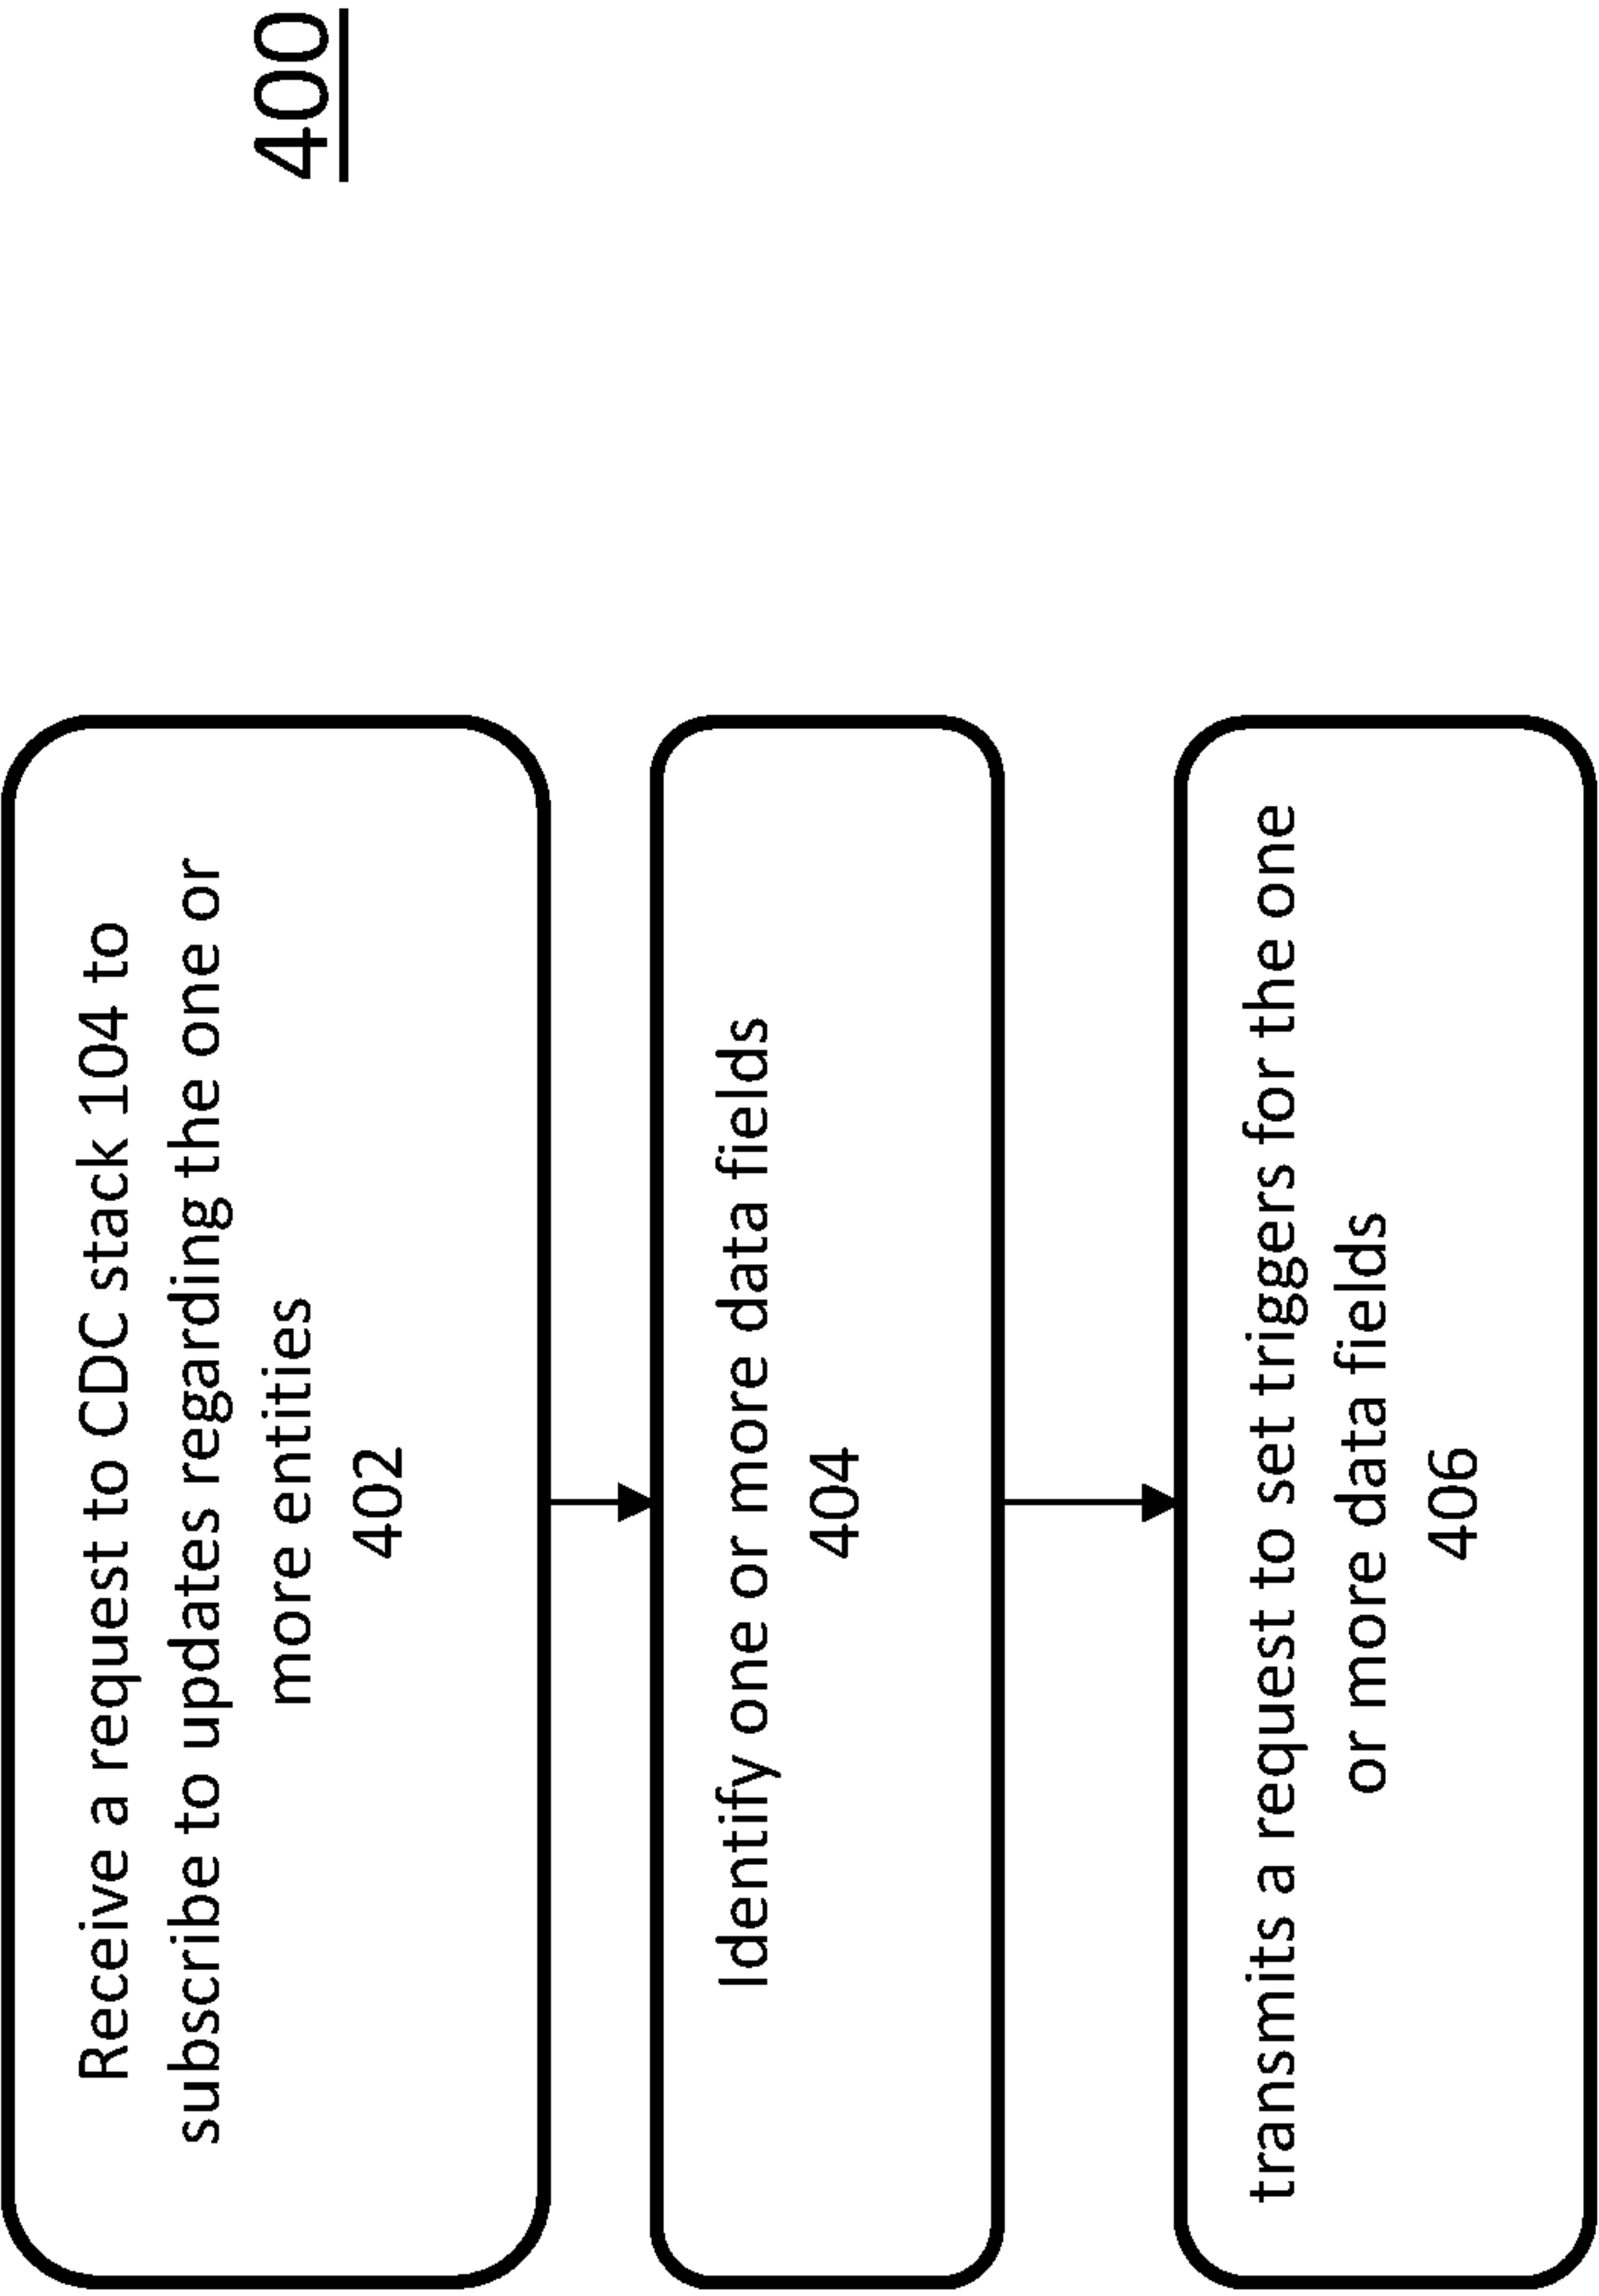 400
Receive a request to CDC stack 104 to
subscribe to updates regarding the one or
more entities
402
Identify one or more data fields
404
transmits a request to set triggers for the one
or more data fields
406